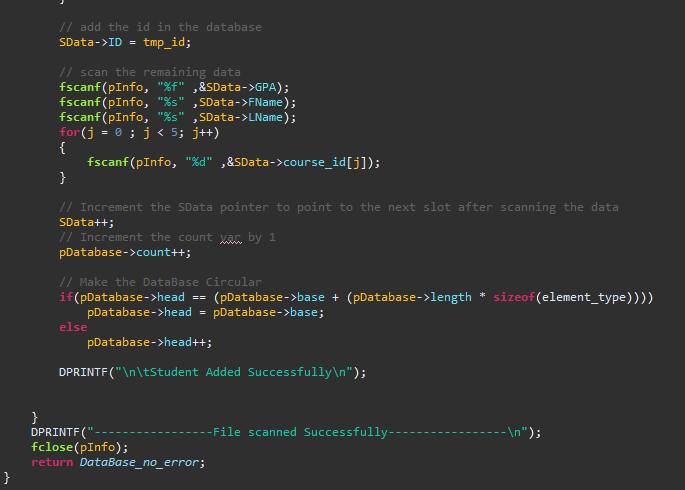 }
// add the id in the database
SData->ID = tmp_id;
// scan the remaining data
fscanf(pInfo, "%f" ,&SData->GPA);
fscanf(pInfo, "%s" ,SData->FName);
fscanf(pInfo, "%s" ,SData->LName);
for(j = 0 ; j < 5; j++)
{
fscanf(pInfo, "%d" ,&SData->course_id[j]);
}
// Increment the SData pointer to point to the next slot after scanning the data
SData++;
// Increment the count var by 1
pDatabase->count++;
// Make the DataBase Circular
if(pDatabase->head == (pDatabase->base + (pDatabase->length * sizeof(element_type))))
pDatabase->head = pDatabase->base;
else
pDatabase->head++;
DPRINTF("\n\tStudent Added Successfully\n");
}
DPRINTF("-----------------File scanned Successfully-----------------\n");
fclose(pInfo);
return DataBase_no_error;
}